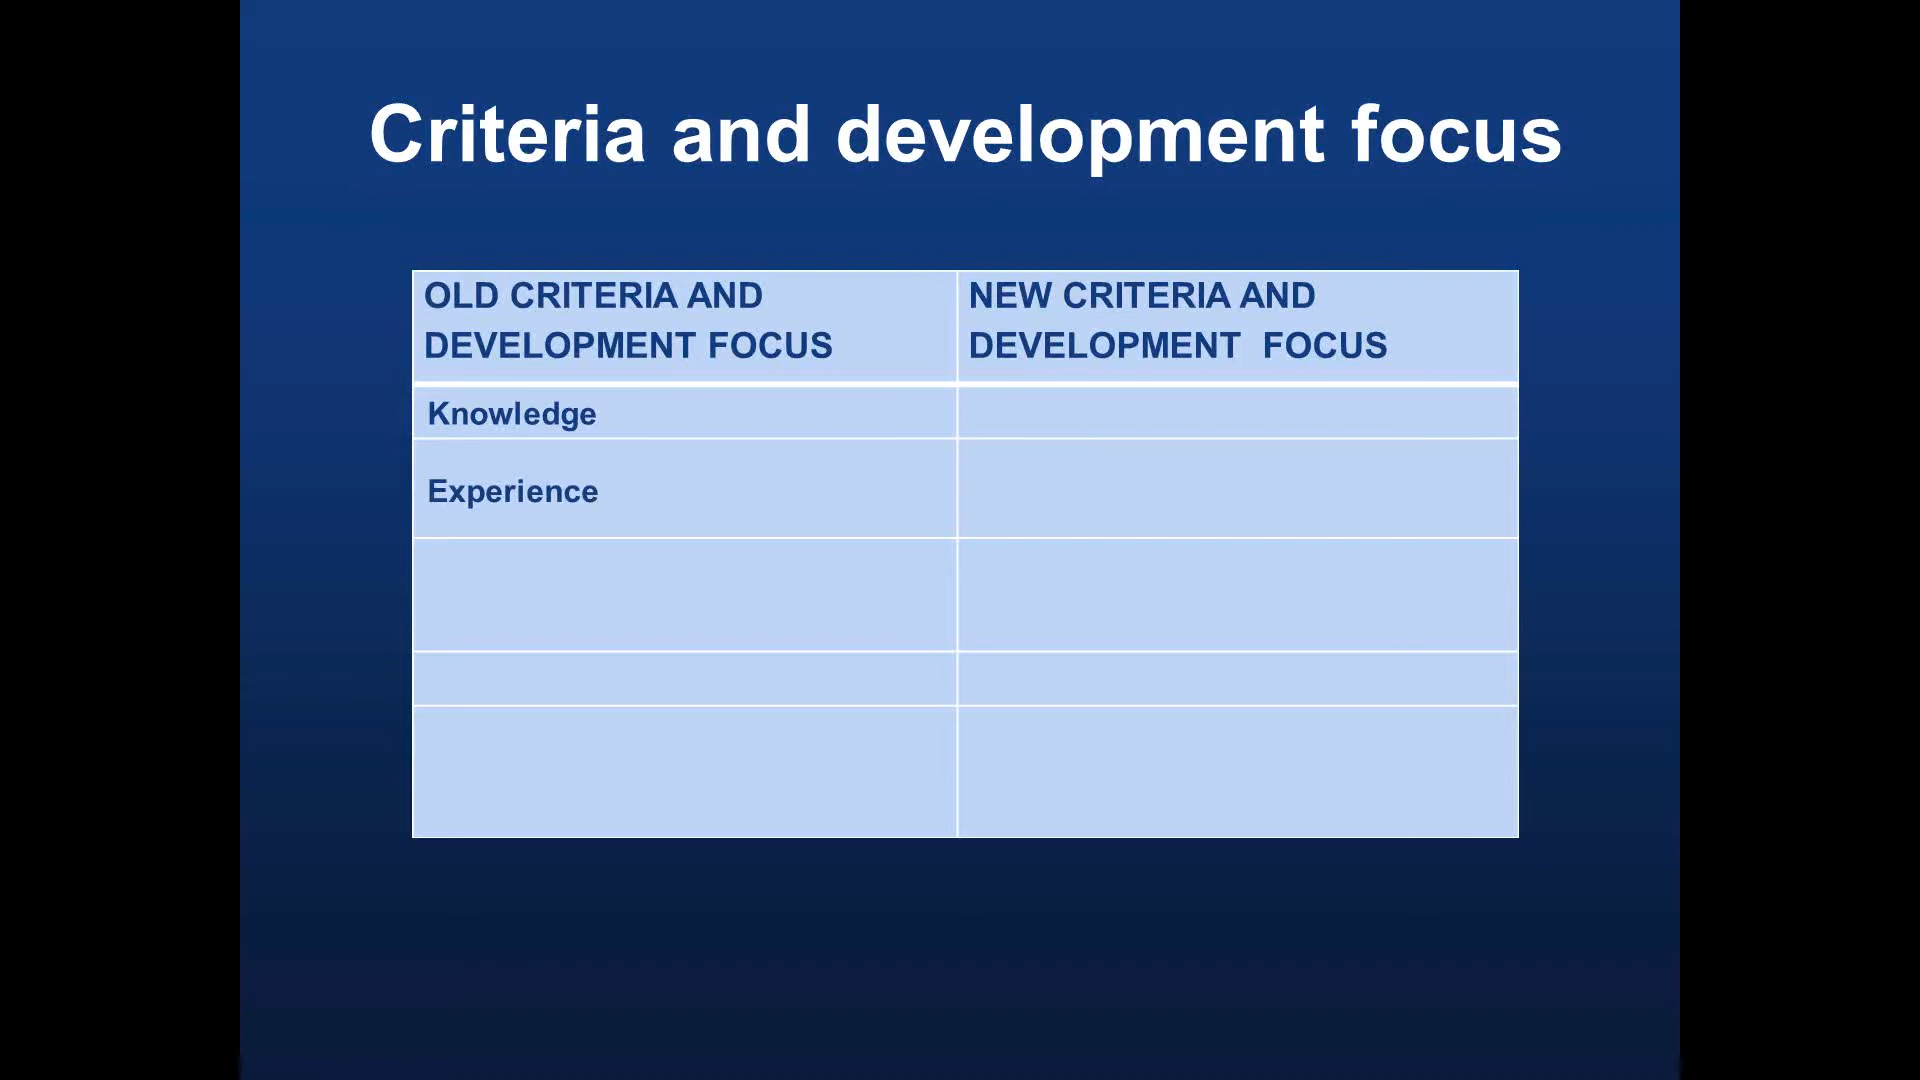 Criteria and development focus
OLD CRITERIA AND
DEVELOPMENT FOCUS
NEW CRITERIA AND
DEVELOPMENT  FOCUS
Knowledge
Experience